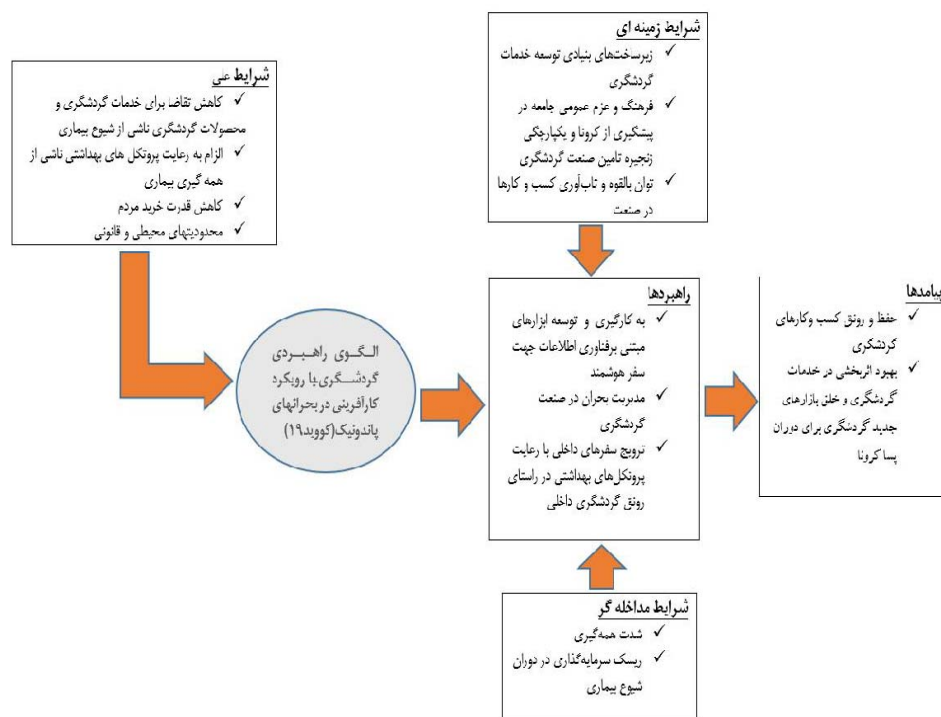 شرایط علی
✓ کاهش تقاضا برای خدمات گردشگری و
محصولات گردشگری ناشی از شیوع بیماری
✓ الزام به رعایت پروتکل های بهداشتی ناشی از
همه گیری بیماری
✓ کاهش قدرت خرید مردم
✓ محدودیتهای محیطی و قانونی
شرایط زمینه ای
✓ زیرساخت‌های بنیادی توسعه خدمات
گردشگری
✓ فرهنگ و عزم عمومی جامعه در
پیشگیری از کرونا و یکپارچگی
زنجیره تامین صنعت گردشگری
✓ توان بالقوه و تاب‌آوری کسب و کارها
در صنعت
الگوی راهبردی
گردشگری با رویکرد
کارآفرینی در بحرانهای
پاندونیک(کووید۱۹)
راهبردها
✓ به کارگیری و توسعه ابزارهای
مبتنی برفناوری اطلاعات جهت
سفر هوشمند
✓ مدیریت بحران در صنعت
گردشگری
✓ ترویج سفرهای داخلی با رعایت
پروتکل‌های بهداشتی در راستای
رونق گردشگری داخلی
پیامدها
✓ حفظ و رونق کسب وکارهای
گردشگری
✓ بهبود اثربخشی در خدمات
گردشگری و خلق بازارهای
جدید گردشگری برای دوران
پسا کرونا
شرایط مداخله گر
✓ شدت همه‌گیری
✓ ریسک سرمایه‌گذاری در دوران
شیوع بیماری